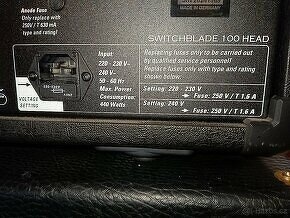 MADE IN GERMANY
Anode Fuse
Only replace with
250V / T 630 mA
type and rating!
SWITCHBLADE 100 HEAD
Input
220 - 230V~
240 V~
50 - 60 Hz
Max. Power
Consumption:
440 Watts
Replacing fuses only to be carried out
by qualified service personnel!
Replace fuses only with exactly same
type and rating!
Setting: 220 - 230 V
Fuse: 250 V / T 1.6 A
Setting: 240 V
Fuse: 250 V / T 1.6 A
VOLTAGE
SETTING